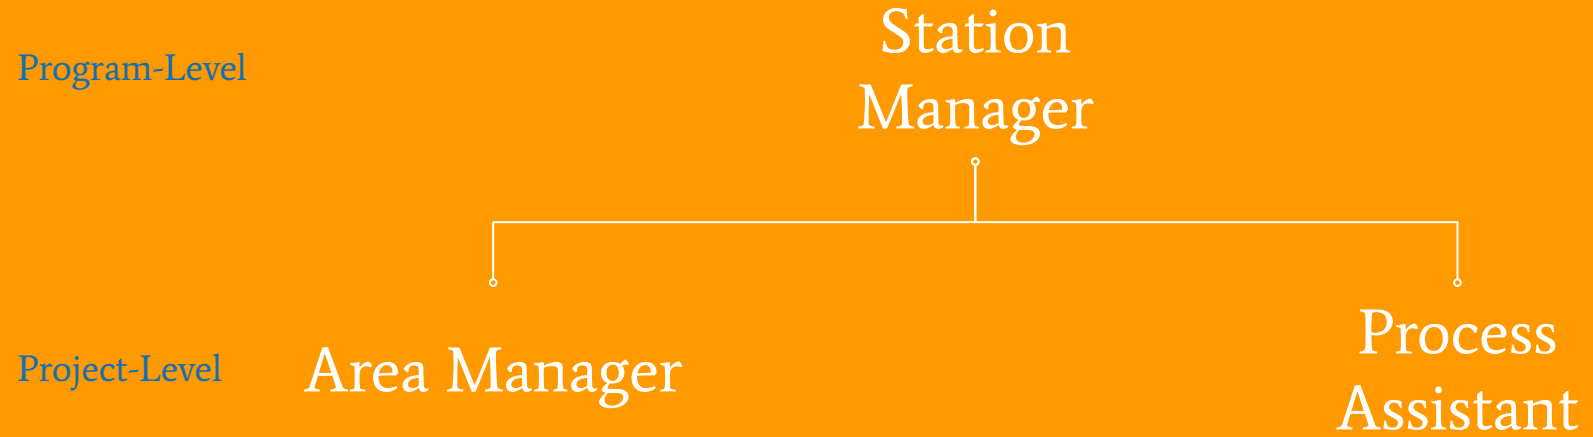 Program-Level
Station
Manager
Project-Level
Area Manager
Process
Assistant